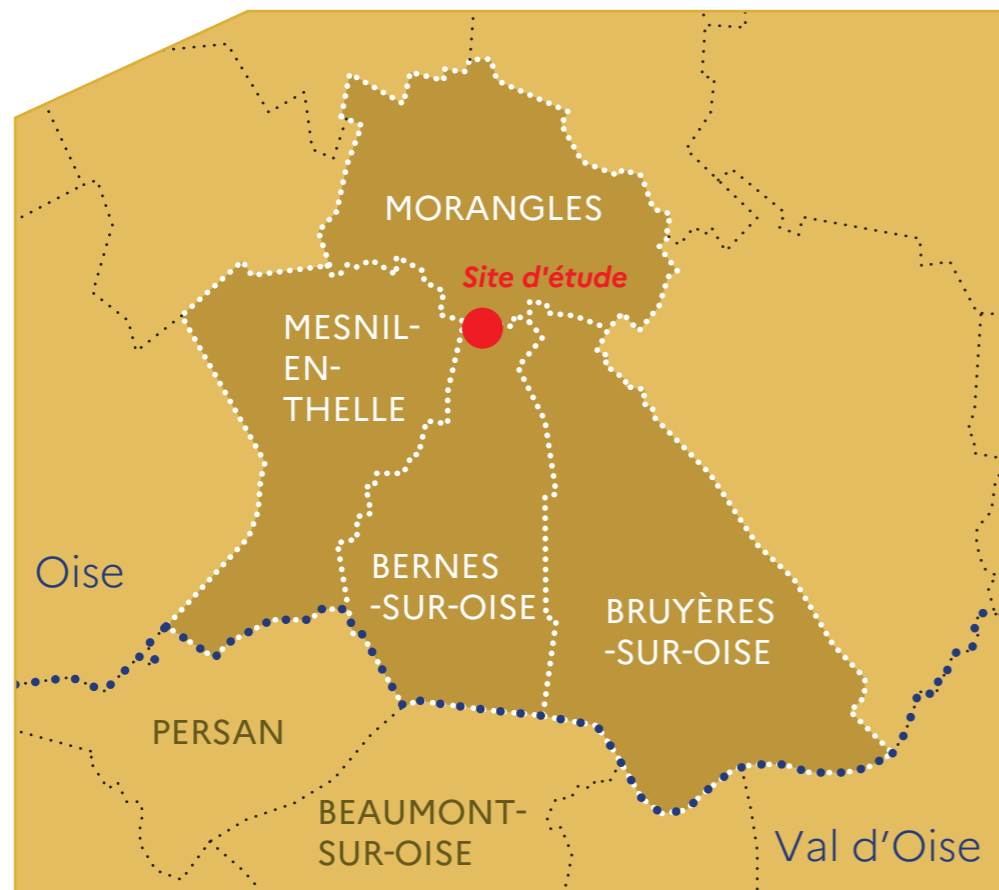 MORANGLES
Site d'étude
MESNIL-
EN-
THELLE
Oise
BERNES
-SUR-OISE
BRUYÈRES
-SUR-OISE
PERSAN
BEAUMONT-
SUR-OISE
Val d'Oise